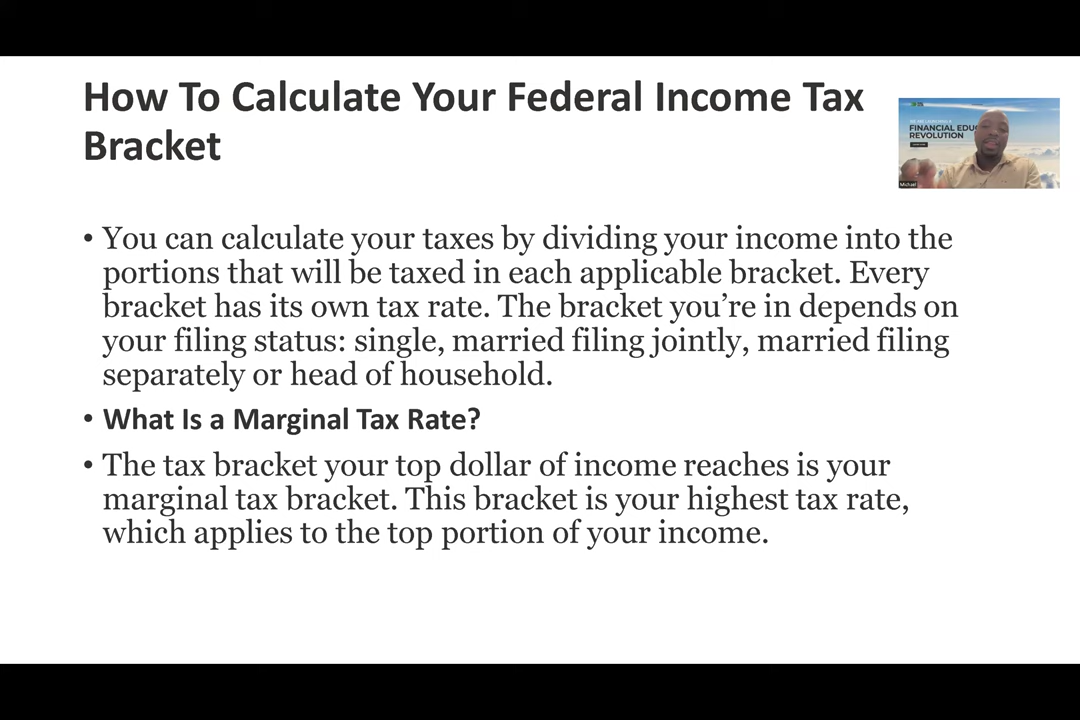 How To Calculate Your Federal Income Tax
Bracket
FINANCIAL EDUC
REVOLUTION
Michael
• You can calculate your taxes by dividing your income into the
portions that will be taxed in each applicable bracket. Every
bracket has its own tax rate. The bracket you’re in depends on
your filing status: single, married filing jointly, married filing
separately or head of household.
• What Is a Marginal Tax Rate?
• The tax bracket your top dollar of income reaches is your
marginal tax bracket. This bracket is your highest tax rate,
which applies to the top portion of your income.